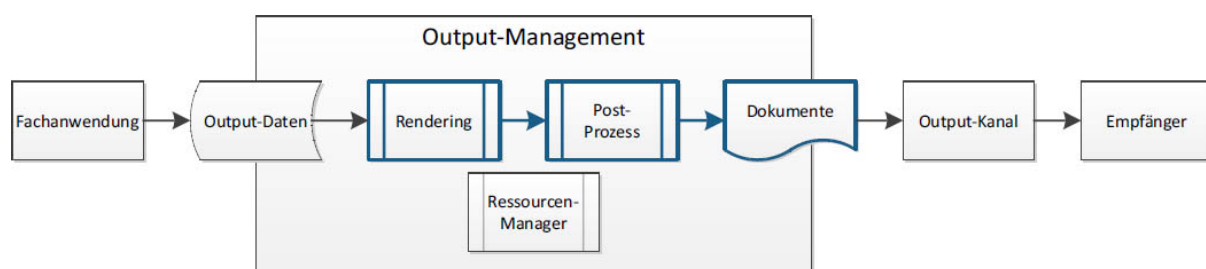 Output-Management
Fachanwendung
Output-Daten
Rendering
Post-
Prozess
Dokumente
Output-Kanal
Empfänger
Ressourcen-
Manager